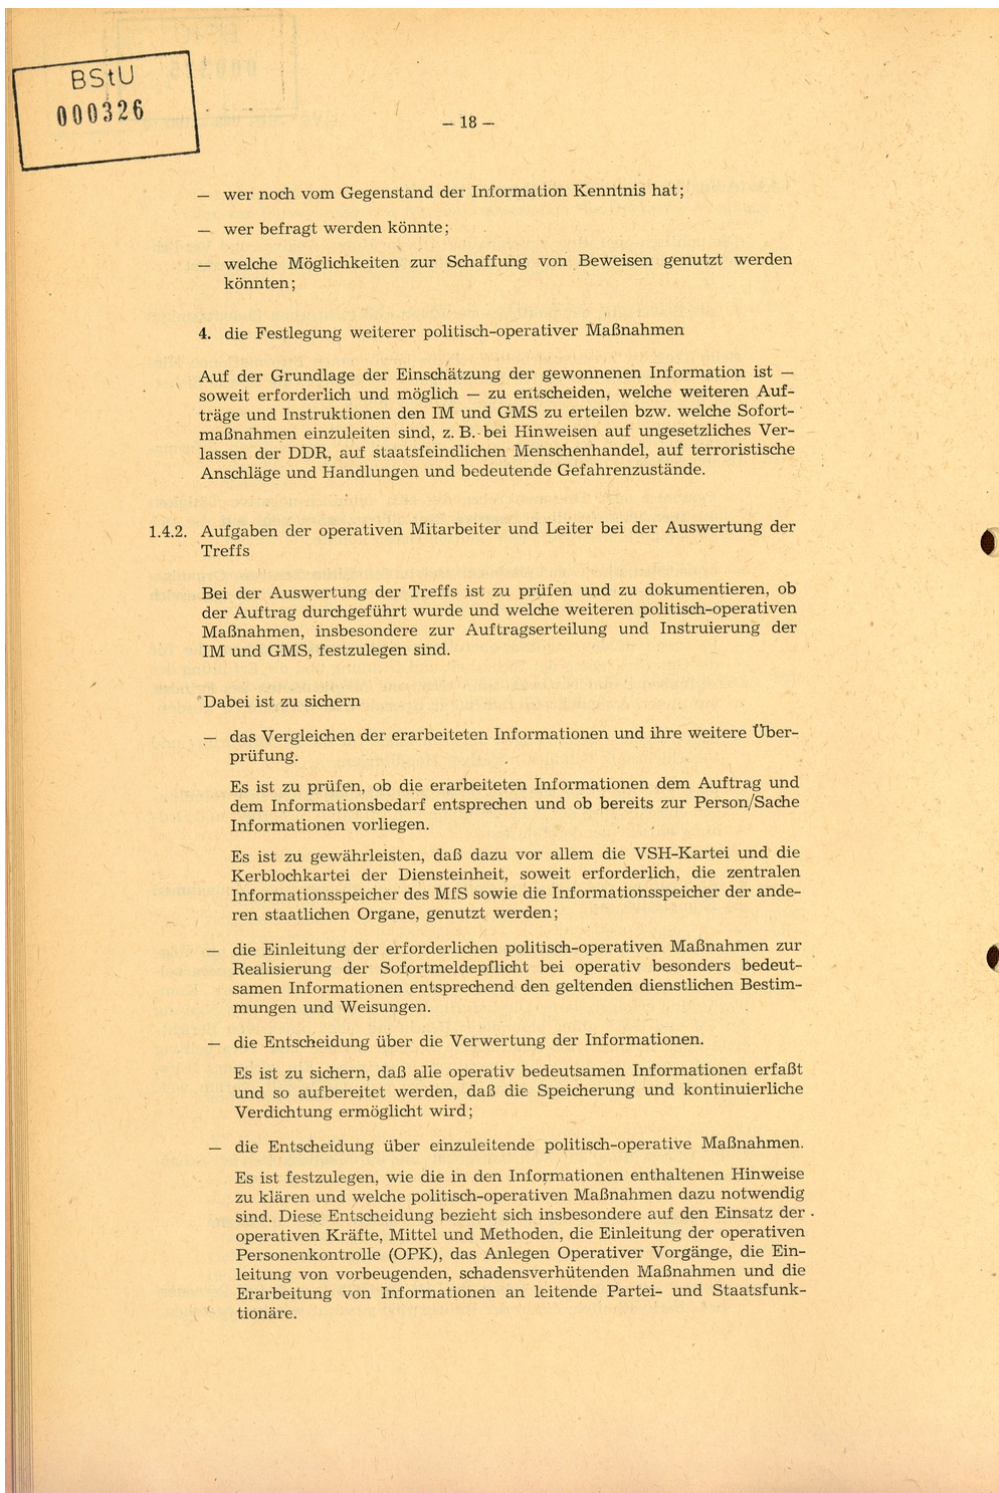 BStU
000326
– 18 –
— wer noch vom Gegenstand der Information Kenntnis hat;
— wer befragt werden könnte;
— welche Möglichkeiten zur Schaffung von Beweisen genutzt werden
könnten;
4. die Festlegung weiterer politisch-operativer Maßnahmen
Auf der Grundlage der Einschätzung der gewonnenen Information ist —
soweit erforderlich und möglich — zu entscheiden, welche weiteren Auf-
träge und Instruktionen den IM und GMS zu erteilen bzw. welche Sofort-
maßnahmen einzuleiten sind, z. B. bei Hinweisen auf ungesetzliches Ver-
lassen der DDR, auf staatsfeindlichen Menschenhandel, auf terroristische
Anschläge und Handlungen und bedeutende Gefahrenzustände.
1.4.2. Aufgaben der operativen Mitarbeiter und Leiter bei der Auswertung der
Treffs
Bei der Auswertung der Treffs ist zu prüfen und zu dokumentieren, ob
der Auftrag durchgeführt wurde und welche weiteren politisch-operativen
Maßnahmen, insbesondere zur Auftragserteilung und Instruierung der
IM und GMS, festzulegen sind.
Dabei ist zu sichern
— das Vergleichen der erarbeiteten Informationen und ihre weitere Über-
prüfung.
Es ist zu prüfen, ob die erarbeiteten Informationen dem Auftrag und
dem Informationsbedarf entsprechen und ob bereits zur Person/Sache
Informationen vorliegen.
Es ist zu gewährleisten, daß dazu vor allem die VSH-Kartei und die
Kerblochkartei der Diensteinheit, soweit erforderlich, die zentralen
Informationsspeicher des MfS sowie die Informationsspeicher der ande-
ren staatlichen Organe, genutzt werden;
— die Einleitung der erforderlichen politisch-operativen Maßnahmen zur
Realisierung der Sofortmeldepflicht bei operativ besonders bedeut-
samen Informationen entsprechend den geltenden dienstlichen Bestim-
mungen und Weisungen.
— die Entscheidung über die Verwertung der Informationen.
Es ist zu sichern, daß alle operativ bedeutsamen Informationen erfaßt
und so aufbereitet werden, daß die Speicherung und kontinuierliche
Verdichtung ermöglicht wird;
— die Entscheidung über einzuleitende politisch-operative Maßnahmen.
Es ist festzulegen, wie die in den Informationen enthaltenen Hinweise
zu klären und welche politisch-operativen Maßnahmen dazu notwendig
sind. Diese Entscheidung bezieht sich insbesondere auf den Einsatz der
operativen Kräfte, Mittel und Methoden, die Einleitung der operativen
Personenkontrolle (OPK), das Anlegen Operativer Vorgänge, die Ein-
leitung von vorbeugenden, schadensverhütenden Maßnahmen und die
Erarbeitung von Informationen an leitende Partei- und Staatsfunk-
tionäre.